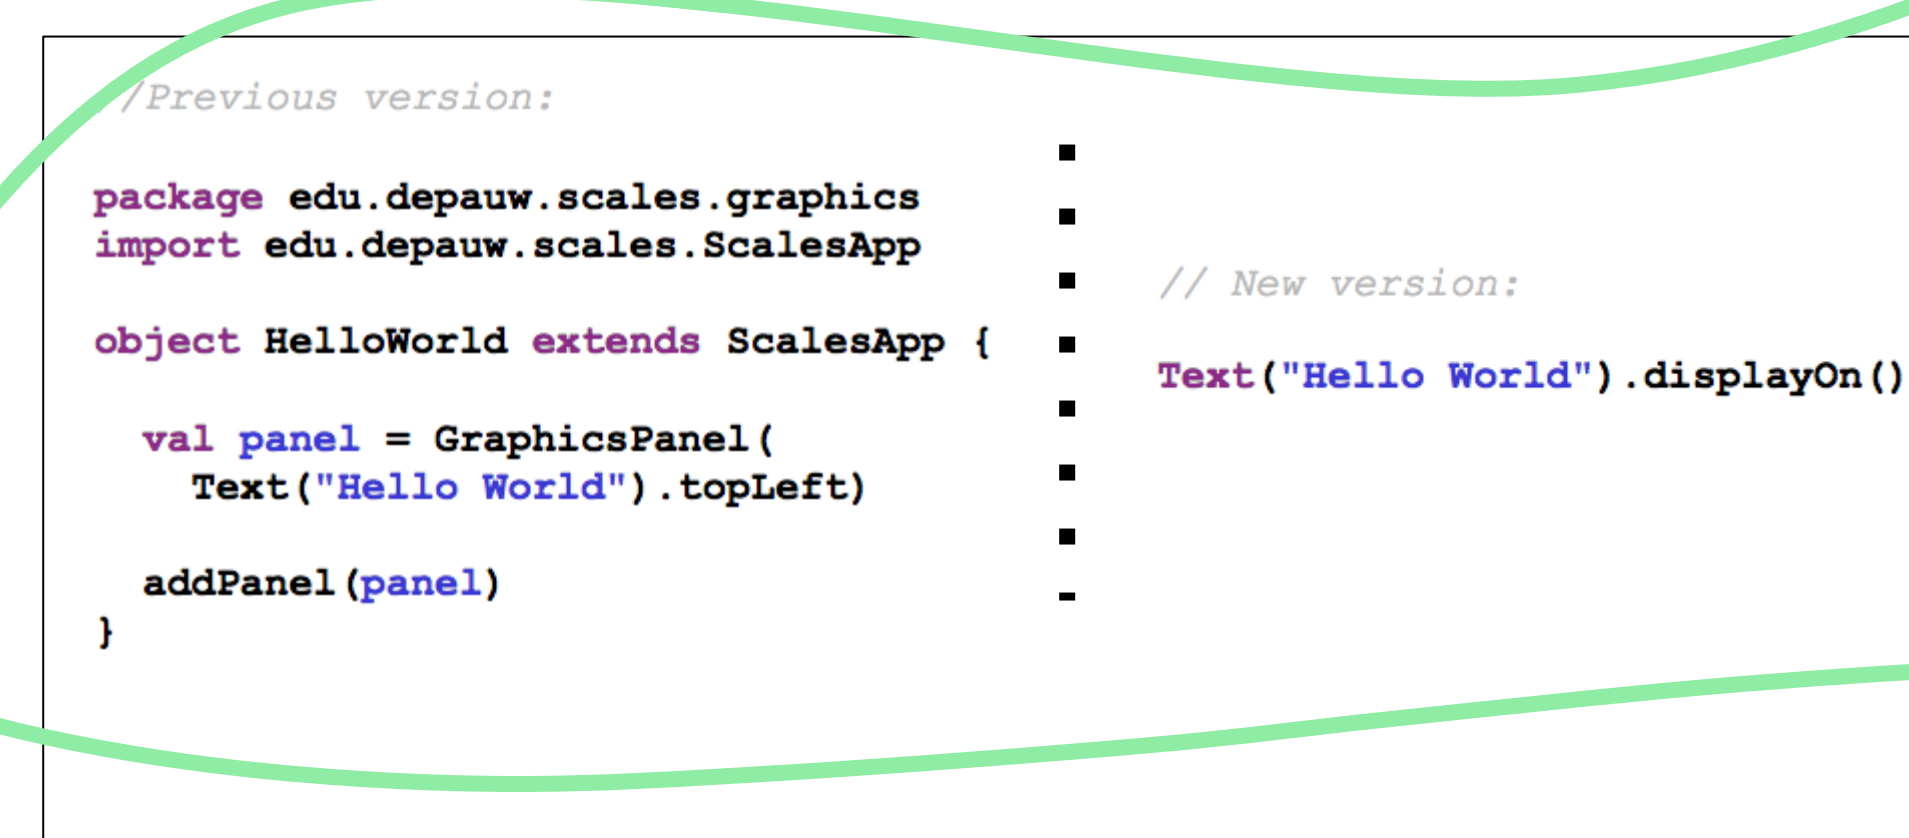 //Previous version:
package edu.depauw.scales.graphics
import edu.depauw.scales.ScalesApp
object HelloWorld extends ScalesApp {
val panel = GraphicsPanel(
Text("Hello World").topLeft)
addPanel(panel)
}
// New version:
Text("Hello World").displayOn()